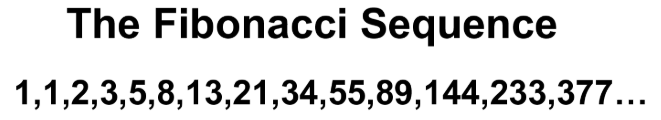 The Fibonacci Sequence
1,1,2,3,5,8,13,21,34,55,89,144,233,377...